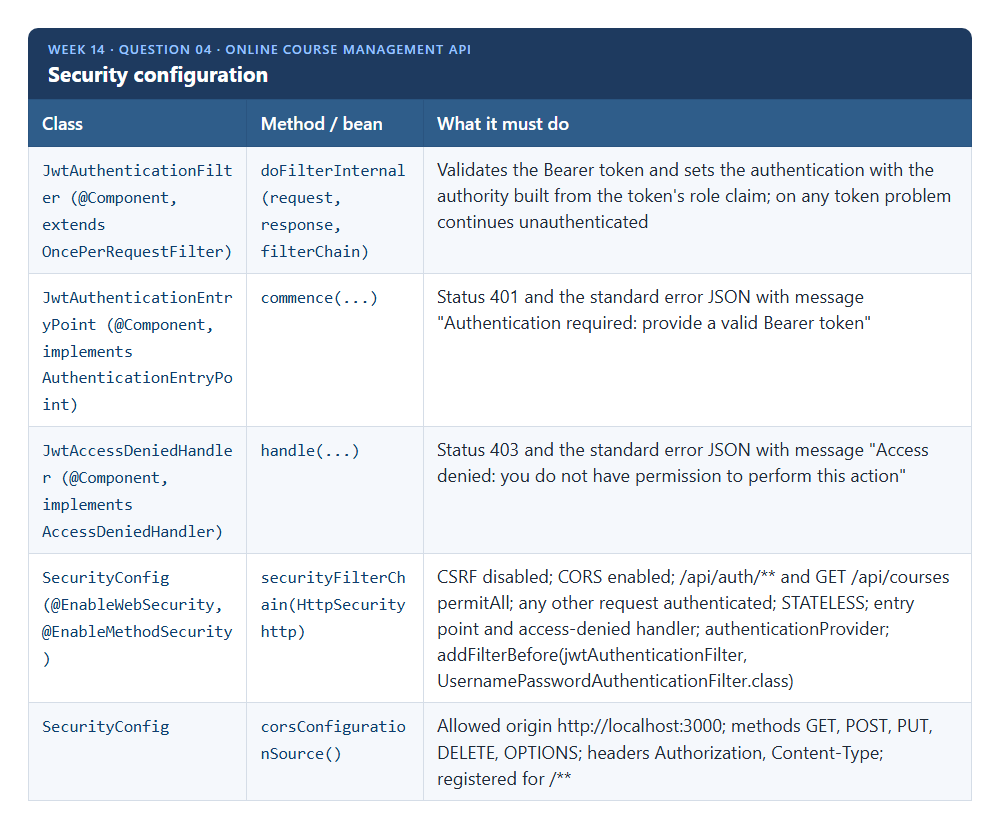 WEEK 14 · QUESTION 04 · ONLINE COURSE MANAGEMENT API
Security configuration
Class
Method / bean
What it must do
JwtAuthenticationFilt
er (@Component,
extends
OncePerRequestFilter)
doFilterInternal
(request,
response,
filterChain)
Validates the Bearer token and sets the authentication with the
authority built from the token's role claim; on any token problem
continues unauthenticated
JwtAuthenticationEntr
yPoint (@Component,
implements
AuthenticationEntryPo
int)
commence(...)
Status 401 and the standard error JSON with message
"Authentication required: provide a valid Bearer token"
JwtAccessDeniedHandle
r (@Component,
implements
AccessDeniedHandler)
handle(...)
Status 403 and the standard error JSON with message "Access
denied: you do not have permission to perform this action"
SecurityConfig
(@EnableWebSecurity,
@EnableMethodSecurity
)
securityFilterCh
ain(HttpSecurity
http)
CSRF disabled; CORS enabled; /api/auth/** and GET /api/courses
permitAll; any other request authenticated; STATELESS; entry
point and access-denied handler; authenticationProvider;
addFilterBefore(jwtAuthenticationFilter,
UsernamePasswordAuthenticationFilter.class)
SecurityConfig
corsConfiguratio
nSource()
Allowed origin http://localhost:3000; methods GET, POST, PUT,
DELETE, OPTIONS; headers Authorization, Content-Type;
registered for /**